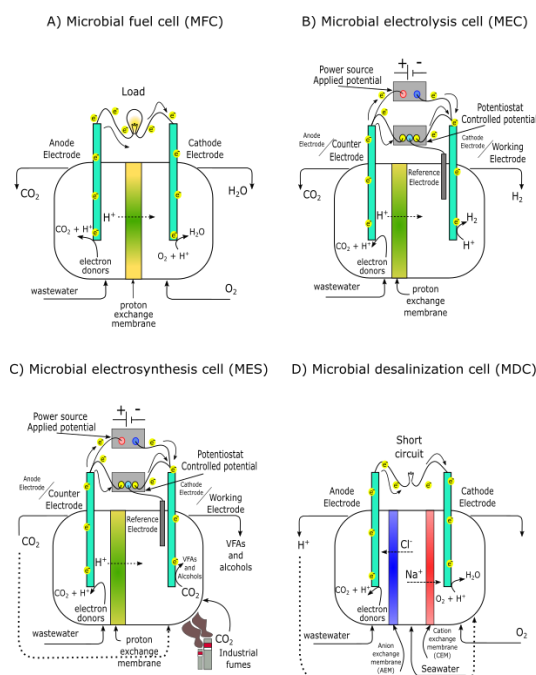 A) Microbial fuel cell (MFC)
Load
Anode
Electrode
Cathode
Electrode
e⁻
e⁻
e⁻
e⁻
e⁻
e⁻
e⁻
e⁻
e⁻
e⁻
e⁻
CO₂
H₂O
H⁺
CO₂ + H⁺
H₂O
O₂ + H⁺
electron
donors
wastewater
O₂
proton
exchange
membrane
B) Microbial electrolysis cell (MEC)
+ -
Power source
Applied potential
Potentiostat
Controlled potential
Anode
Electrode
Counter
Electrode
Cathode
Electrode
Working
Electrode
Reference
Electrode
CO₂
H₂
H⁺
H₂
CO₂ + H⁺
H⁺
electron
donors
wastewater
proton
exchange
membrane
C) Microbial electrosynthesis cell (MES)
+ -
Power source
Applied potential
Potentiostat
Controlled potential
Anode
Electrode
Counter
Electrode
Cathode
Electrode
Working
Electrode
Reference
Electrode
CO₂
VFAs
and
alcohols
H⁺
VFAs
and
Alcohols
CO₂ + H⁺
CO₂
electron
donors
wastewater
proton
exchange
membrane
CO₂
Industrial
fumes
D) Microbial desalinization cell (MDC)
Short
circuit
Anode
Electrode
Cathode
Electrode
H⁺
Cl⁻
Na⁺
H₂O
CO₂ + H⁺
O₂ + H⁺
electron
donors
wastewater
O₂
Anion
exchange
membrane
(AEM)
Seawater
Cation
exchange
membrane
(CEM)